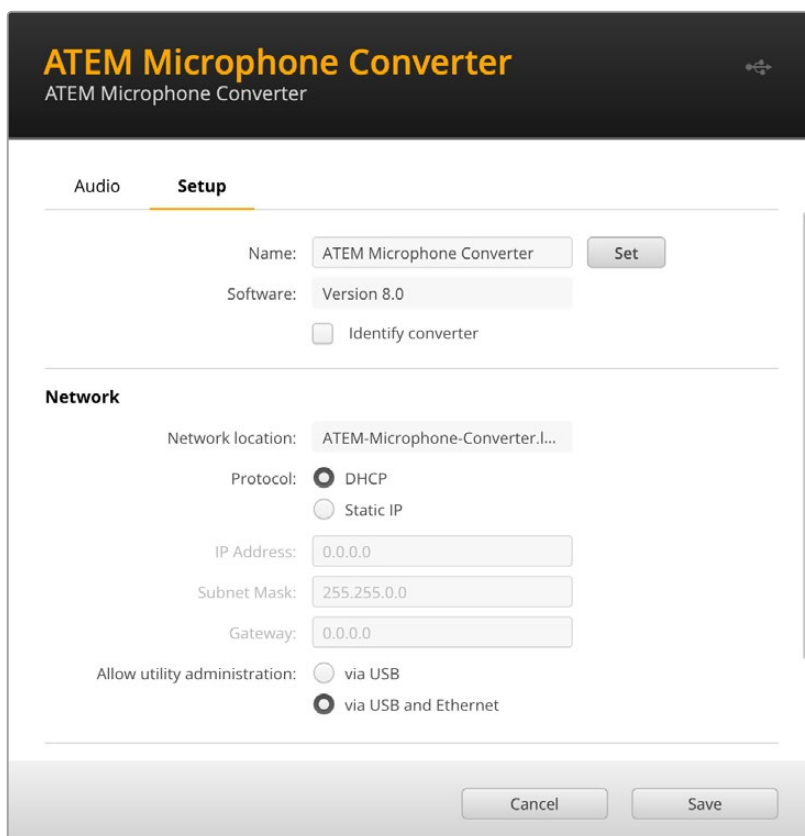 ATEM Microphone Converter
ATEM Microphone Converter
Audio Setup
Name: ATEM Microphone Converter Set
Software: Version 8.0
Identify converter
Network
Network location: ATEM-Microphone-Converter.l...
Protocol: DHCP
Static IP
IP Address: 0.0.0.0
Subnet Mask: 255.255.0.0
Gateway: 0.0.0.0
Allow utility administration: via USB
via USB and Ethernet
Cancel Save